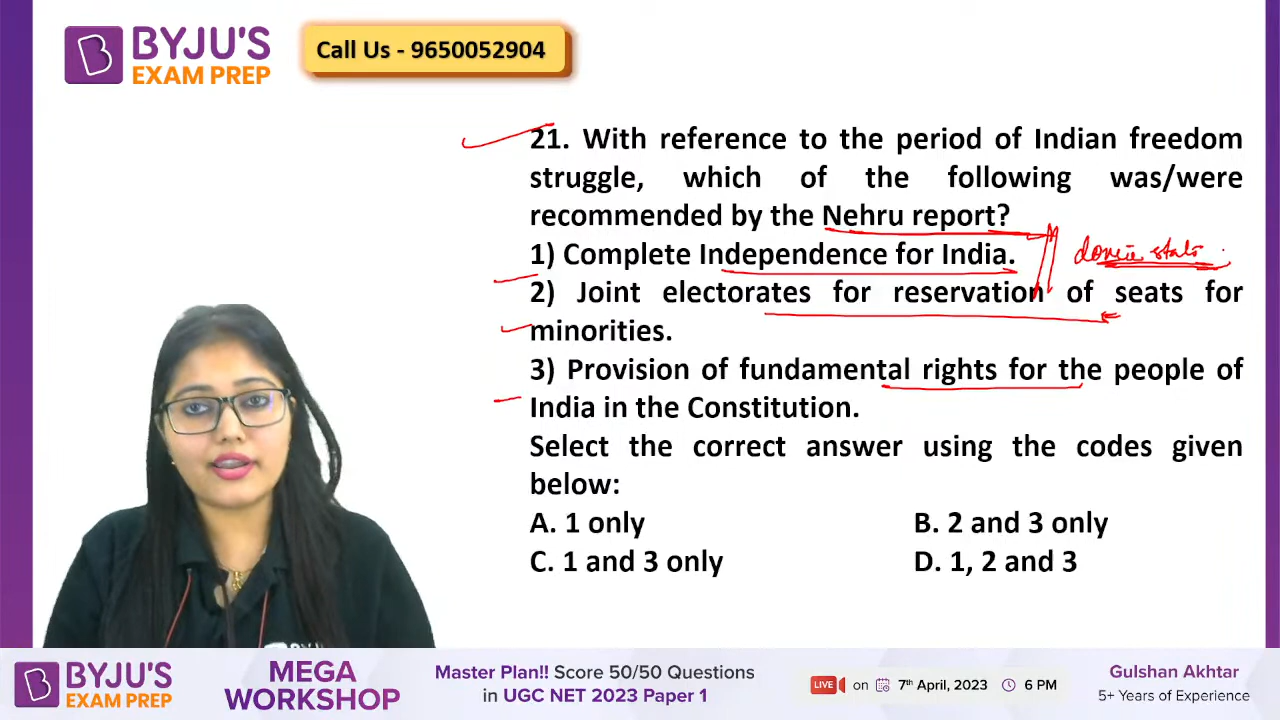 BYJU'S
EXAM PREP
Call Us - 9650052904
21. With reference to the period of Indian freedom
struggle, which of the following was/were
recommended by the Nehru report?
1) Complete Independence for India.
2) Joint electorates for reservation of seats for
minorities.
3) Provision of fundamental rights for the people of
India in the Constitution.
Select the correct answer using the codes given
below:
A. 1 only
B. 2 and 3 only
C. 1 and 3 only
D. 1, 2 and 3
BYJU'S
EXAM PREP
MEGA
WORKSHOP
Master Plan!! Score 50/50 Questions
in UGC NET 2023 Paper 1
LIVE on 7th April, 2023 6 PM
Gulshan Akhtar
5+ Years of Experience